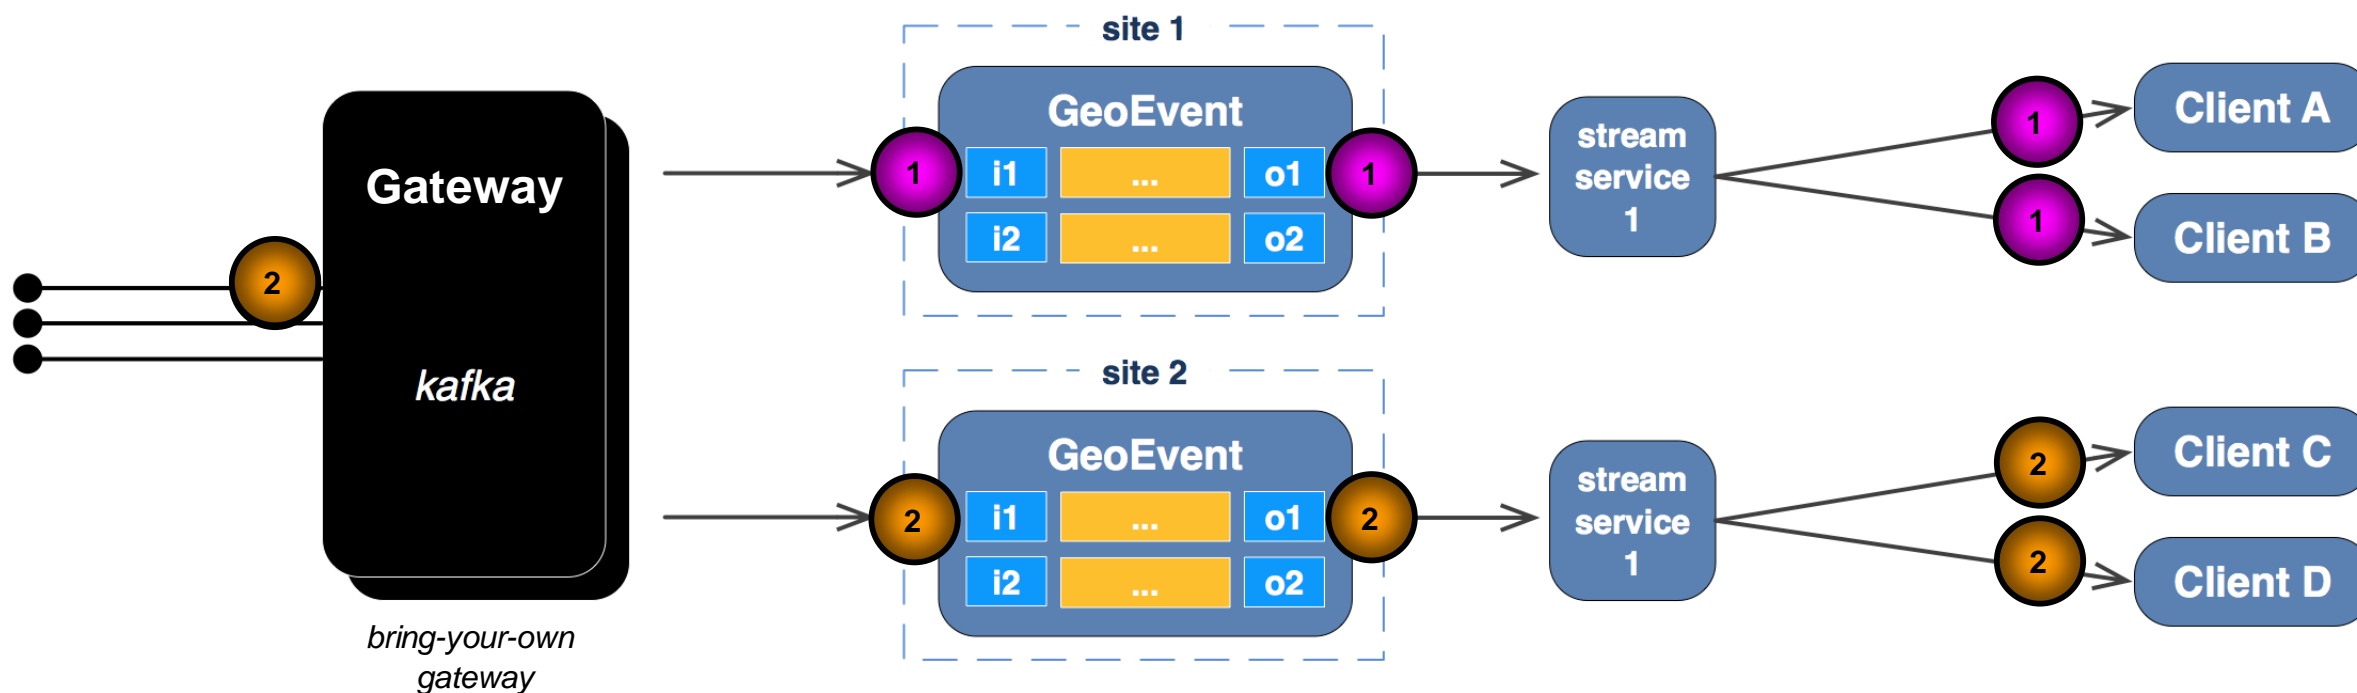 Gateway
kafka
2
bring-your-own
gateway
site 1
GeoEvent
1
i1
...
o1
1
i2
...
o2
stream
service
1
1
1
Client A
Client B
site 2
GeoEvent
2
i1
...
o1
2
i2
...
o2
stream
service
1
2
2
Client C
Client D